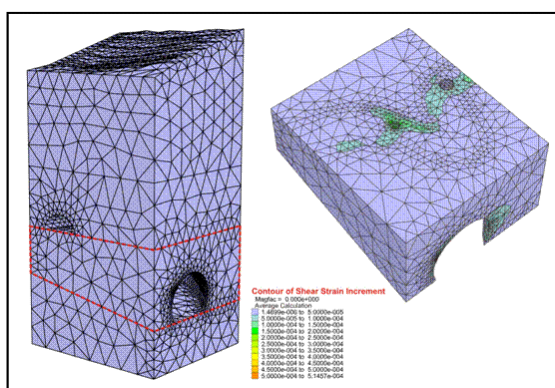 Contour of Shear Strain Increment
Magfac = 0.000e+000
Average Calculation
1.4699e-006 to 5.0000e-005
5.0000e-005 to 1.0000e-004
1.0000e-004 to 1.5000e-004
1.5000e-004 to 2.0000e-004
2.0000e-004 to 2.5000e-004
2.5000e-004 to 3.0000e-004
3.0000e-004 to 3.5000e-004
3.5000e-004 to 4.0000e-004
4.0000e-004 to 4.5000e-004
4.5000e-004 to 5.0000e-004
5.0000e-004 to 5.1457e-004